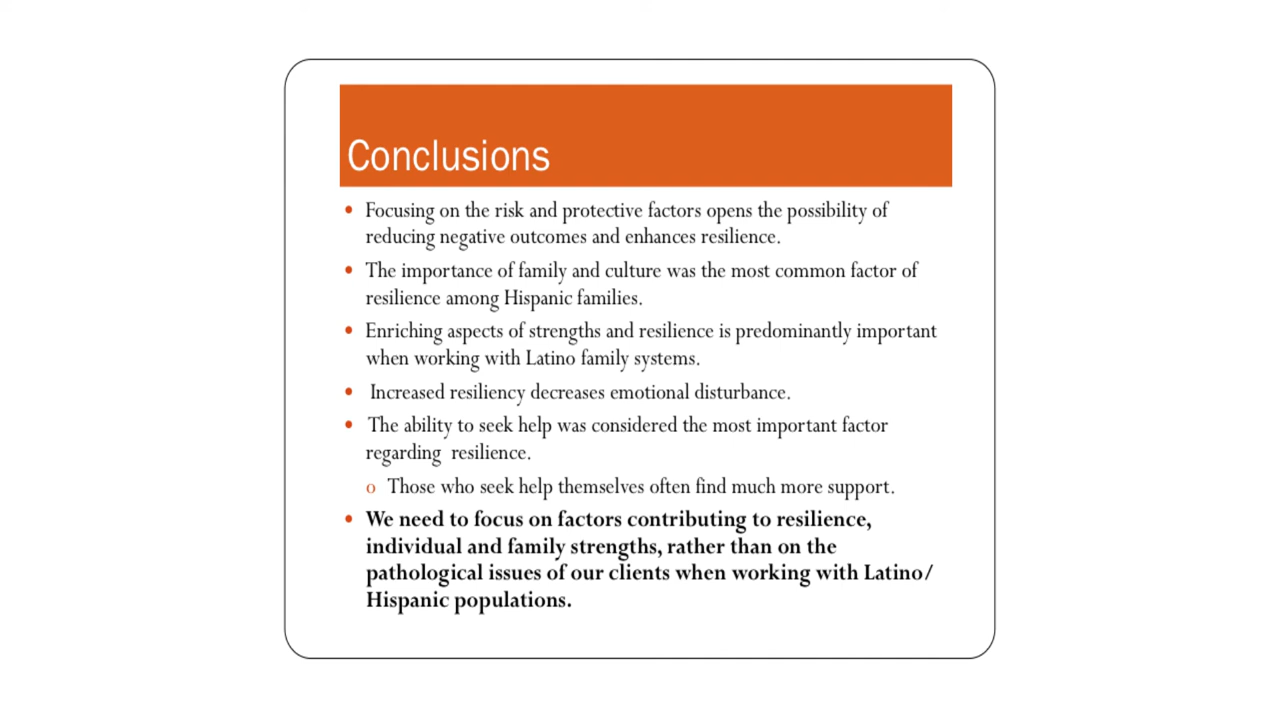 Conclusions
• Focusing on the risk and protective factors opens the possibility of
reducing negative outcomes and enhances resilience.
• The importance of family and culture was the most common factor of
resilience among Hispanic families.
• Enriching aspects of strengths and resilience is predominantly important
when working with Latino family systems.
• Increased resiliency decreases emotional disturbance.
• The ability to seek help was considered the most important factor
regarding resilience.
o Those who seek help themselves often find much more support.
• We need to focus on factors contributing to resilience,
individual and family strengths, rather than on the
pathological issues of our clients when working with Latino/
Hispanic populations.